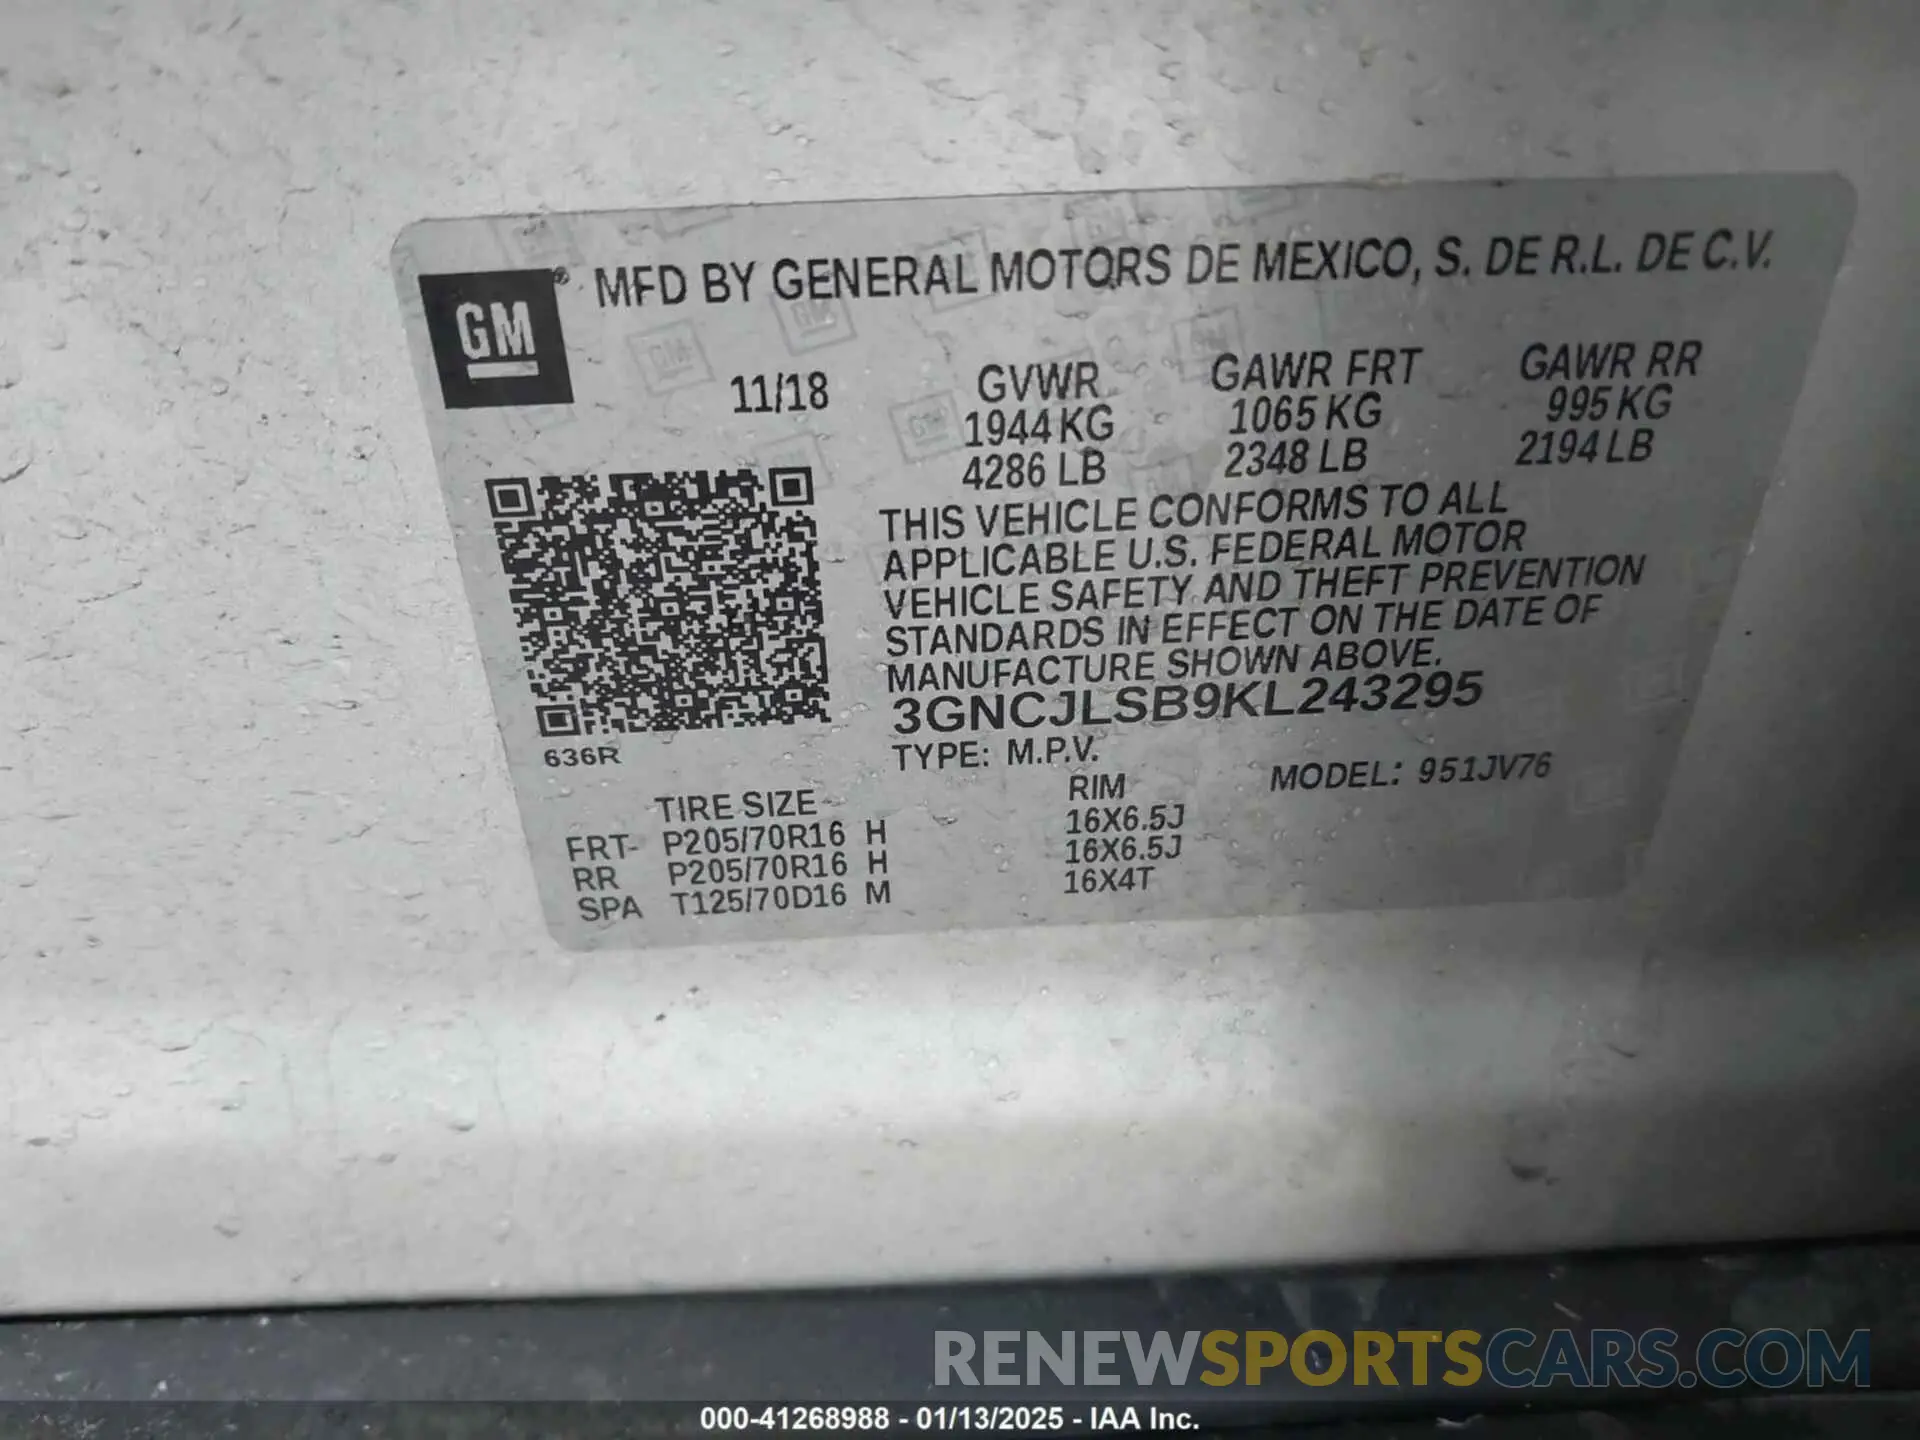 GM® MFD BY GENERAL MOTORS DE MEXICO, S. DE R.L. DE C.V.
11/18 GVWR GAWR FRT GAWR RR
1944 KG 1065 KG 995 KG
4286 LB 2348 LB 2194 LB
THIS VEHICLE CONFORMS TO ALL
APPLICABLE U.S. FEDERAL MOTOR
VEHICLE SAFETY AND THEFT PREVENTION
STANDARDS IN EFFECT ON THE DATE OF
MANUFACTURE SHOWN ABOVE.
3GNCJLSB9KL243295
636R
TYPE: M.P.V. MODEL: 951JV76
TIRE SIZE RIM
FRT- P205/70R16 H 16X6.5J
RR P205/70R16 H 16X6.5J
SPA T125/70D16 M 16X4T
RENEWSPORTSCARS.COM
000-41268988 - 01/13/2025 - IAA Inc.